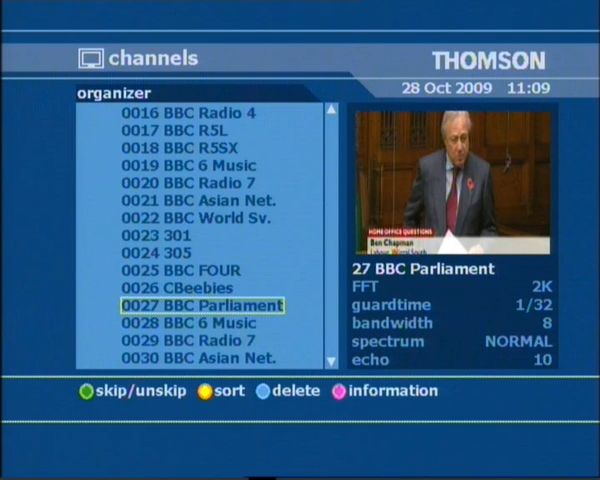 channels
THOMSON
28 Oct 2009 11:09
organizer
0016 BBC Radio 4
0017 BBC R5L
0018 BBC R5SX
0019 BBC 6 Music
0020 BBC Radio 7
0021 BBC Asian Net.
0022 BBC World Sv.
0023 301
0024 305
0025 BBC FOUR
0026 CBeebies
0027 BBC Parliament
0028 BBC 6 Music
0029 BBC Radio 7
0030 BBC Asian Net.
HOME OFFICE QUESTIONS
Ben Chapman
Labour, Wirral South
27 BBC Parliament
FFT 2K
guardtime 1/32
bandwidth 8
spectrum NORMAL
echo 10
skip/unskip sort delete information